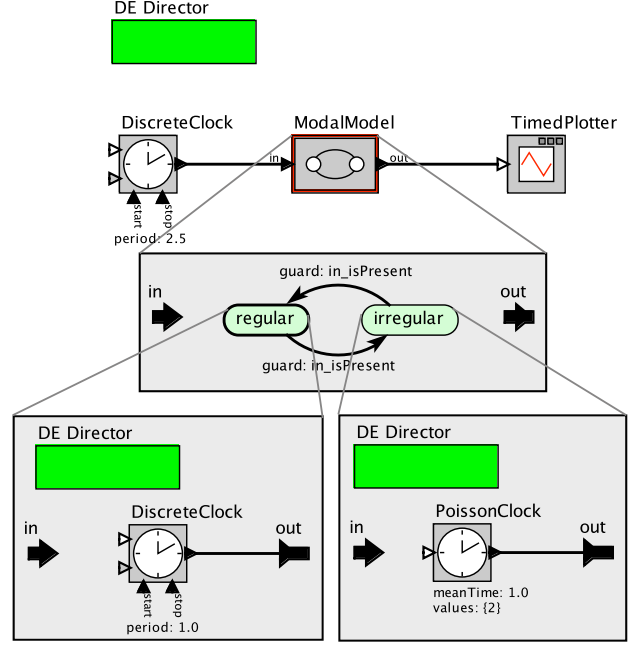 DE Director
DiscreteClock
ModalModel
TimedPlotter
in
out
start
stop
period: 2.5
guard: in_isPresent
in
out
regular
irregular
guard: in_isPresent
DE Director
DiscreteClock
in
out
start
stop
period: 1.0
DE Director
PoissonClock
in
out
meanTime: 1.0
values: {2}